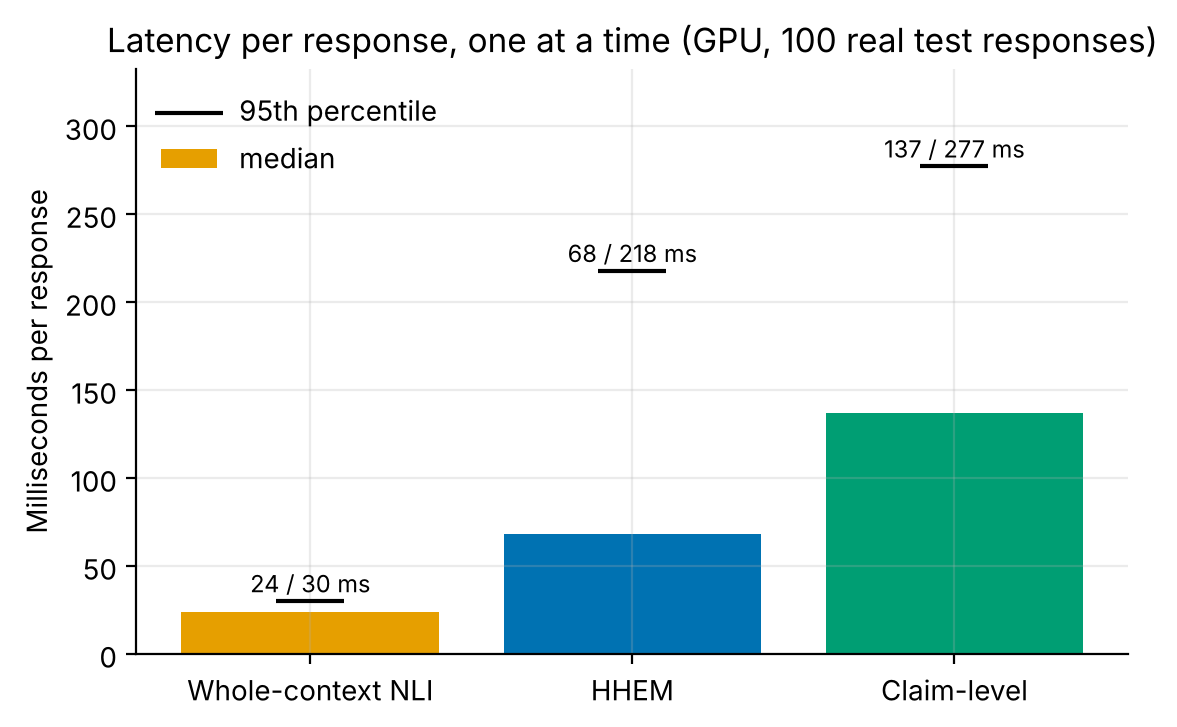 Latency per response, one at a time (GPU, 100 real test responses)
95th percentile
median
Milliseconds per response
300
250
200
150
100
50
0
24 / 30 ms
68 / 218 ms
137 / 277 ms
Whole-context NLI
HHEM
Claim-level